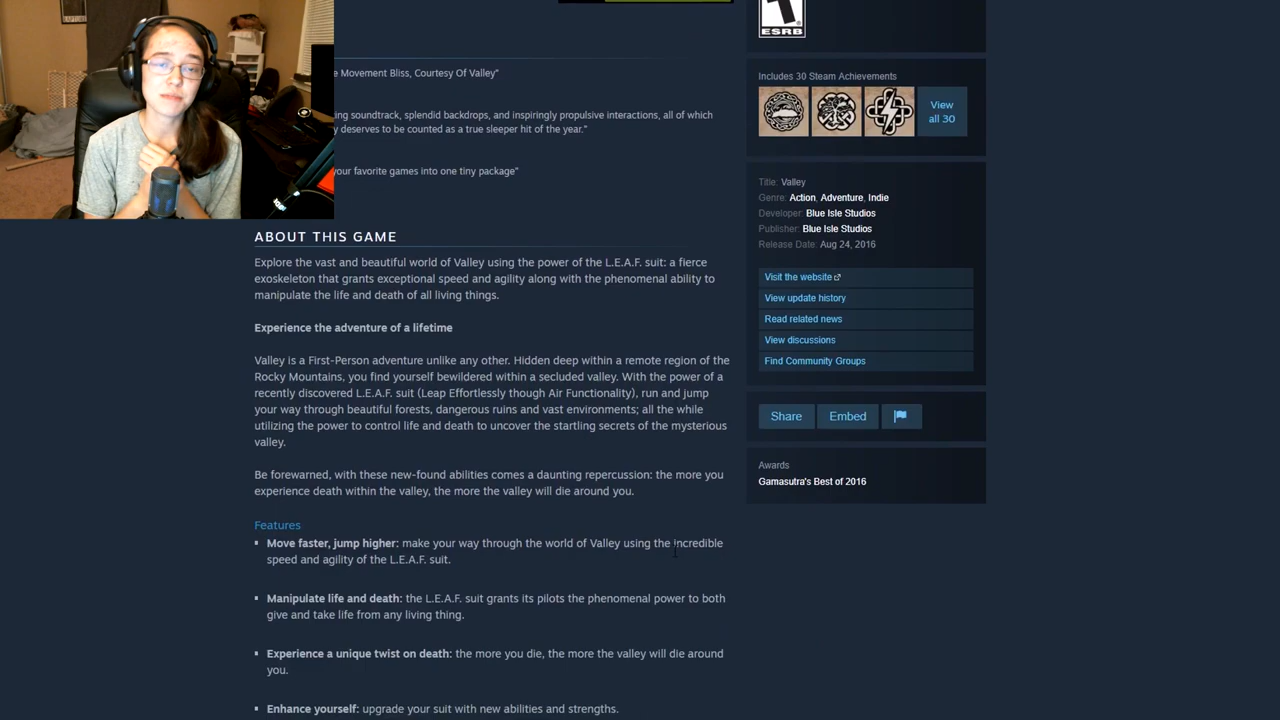 e Movement Bliss, Courtesy Of Valley"
ing soundtrack, splendid backdrops, and inspiringly propulsive interactions, all of which
y deserves to be counted as a true sleeper hit of the year."
your favorite games into one tiny package"
ABOUT THIS GAME
Explore the vast and beautiful world of Valley using the power of the L.E.A.F. suit: a fierce
exoskeleton that grants exceptional speed and agility along with the phenomenal ability to
manipulate the life and death of all living things.
Experience the adventure of a lifetime
Valley is a First-Person adventure unlike any other. Hidden deep within a remote region of the
Rocky Mountains, you find yourself bewildered within a secluded valley. With the power of a
recently discovered L.E.A.F. suit (Leap Effortlessly though Air Functionality), run and jump
your way through beautiful forests, dangerous ruins and vast environments; all the while
utilizing the power to control life and death to uncover the startling secrets of the mysterious
valley.
Be forewarned, with these new-found abilities comes a daunting repercussion: the more you
experience death within the valley, the more the valley will die around you.
Features
Move faster, jump higher: make your way through the world of Valley using the incredible
speed and agility of the L.E.A.F. suit.
Manipulate life and death: the L.E.A.F. suit grants its pilots the phenomenal power to both
give and take life from any living thing.
Experience a unique twist on death: the more you die, the more the valley will die around
you.
Enhance yourself: upgrade your suit with new abilities and strengths.
ESRB
Includes 30 Steam Achievements
View
all 30
Title: Valley
Genre: Action, Adventure, Indie
Developer: Blue Isle Studios
Publisher: Blue Isle Studios
Release Date: Aug 24, 2016
Visit the website
View update history
Read related news
View discussions
Find Community Groups
Share
Embed
Awards
Gamasutra's Best of 2016